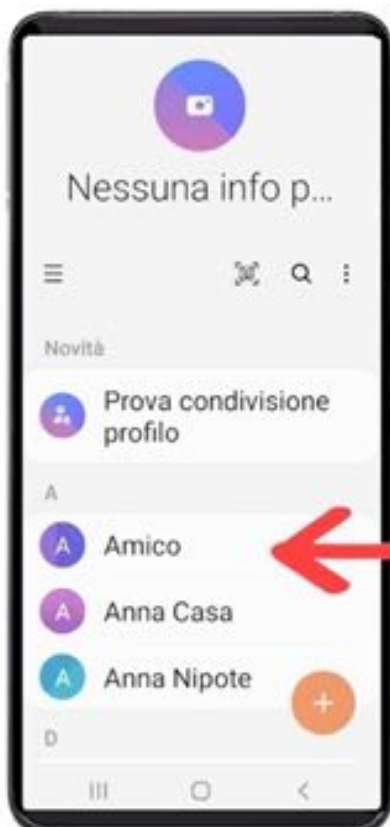 Nessuna info p...
Novità
Prova condivisione
profilo
A
A Amico
A Anna Casa
A Anna Nipote
D